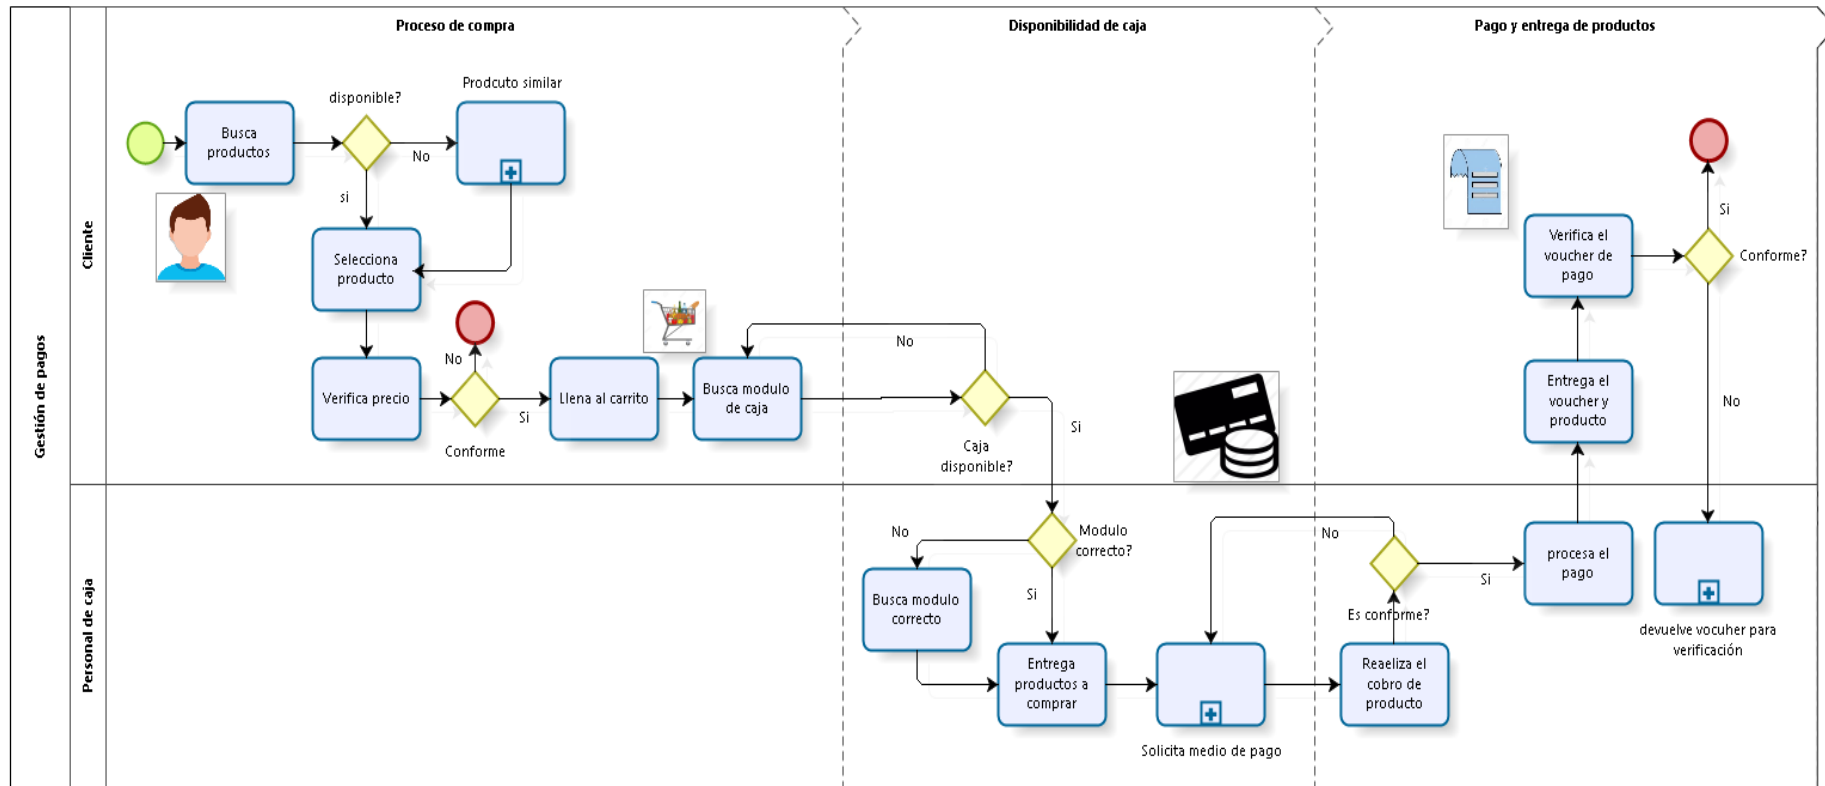 Proceso de compra
Disponibilidad de caja
Pago y entrega de productos
Gestión de pagos
Cliente
Personal de caja
Busca
productos
disponible?
No
si
Prodcuto similar
Selecciona
producto
Verifica precio
No
Conforme
Si
Llena al carrito
Busca modulo
de caja
No
Caja
disponible?
Si
Modulo
correcto?
No
Si
Busca modulo
correcto
Entrega
productos a
comprar
Solicita medio de pago
Reaeliza el
cobro de
producto
Es conforme?
No
Si
procesa el
pago
Entrega el
voucher y
producto
Verifica el
voucher de
pago
Conforme?
Si
No
devuelve vocuher para
verificación